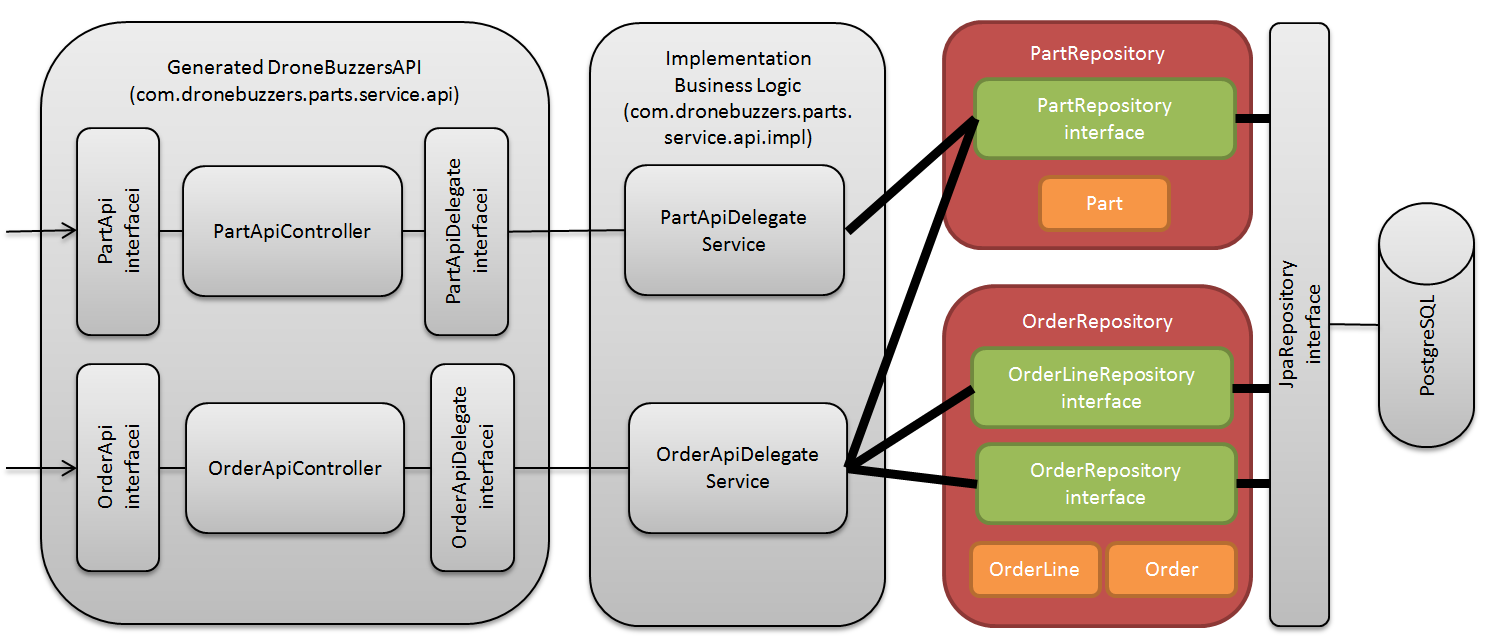 Generated DroneBuzzersAPI
(com.dronebuzzers.parts.service.api)
PartApi
interfacei
PartApiController
PartApiDelegate
interfacei
OrderApi
interfacei
OrderApiController
OrderApiDelegate
interfacei
Implementation
Business Logic
(com.dronebuzzers.parts.
service.api.impl)
PartApiDelegate
Service
OrderApiDelegate
Service
PartRepository
PartRepository
interface
Part
OrderRepository
OrderLineRepository
interface
OrderRepository
interface
OrderLine
Order
JpaRepository
interface
PostgreSQL